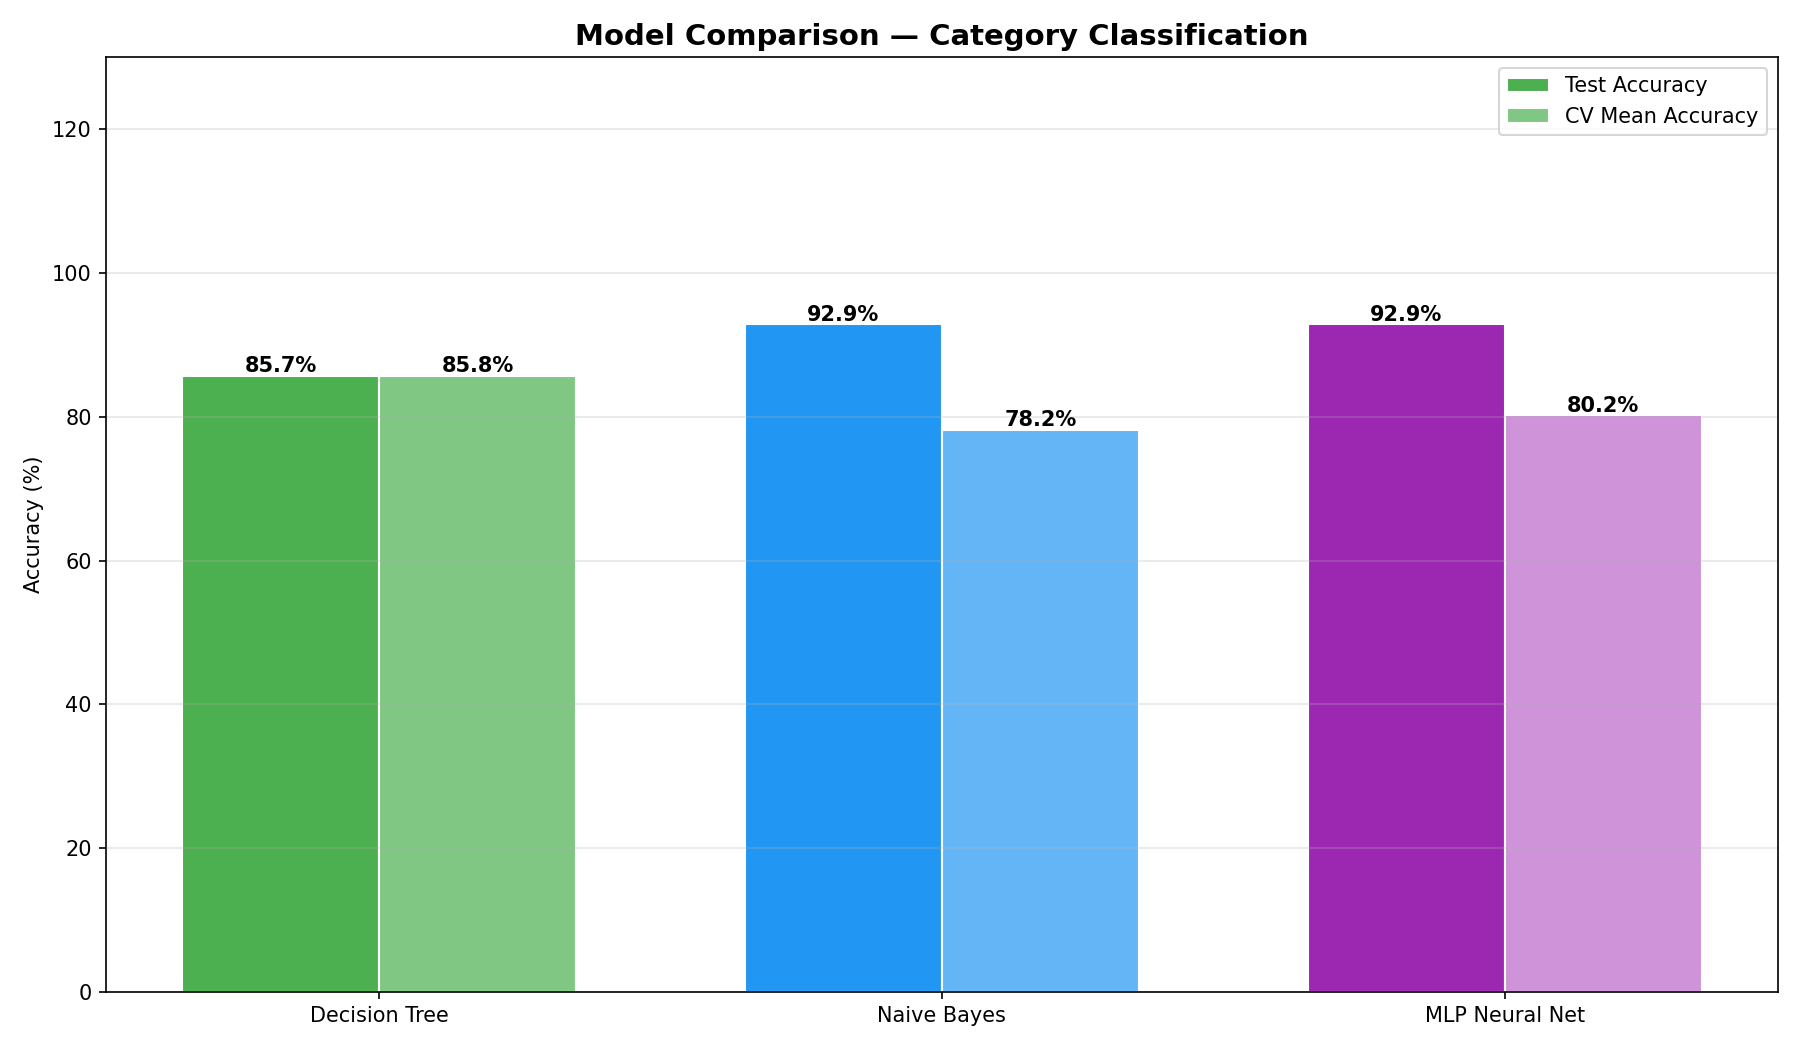 Model Comparison — Category Classification
Test Accuracy
CV Mean Accuracy
Accuracy (%)
120
100
80
60
40
20
0
85.7%
85.8%
92.9%
78.2%
92.9%
80.2%
Decision Tree
Naive Bayes
MLP Neural Net